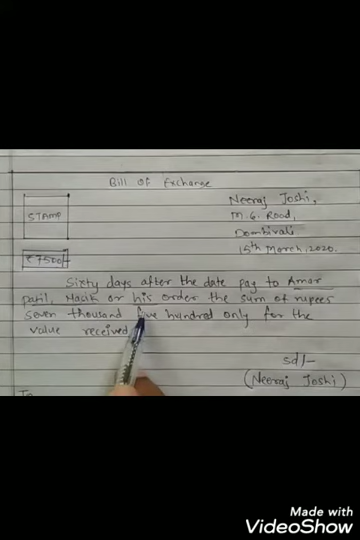 Bill Of Exchange
STAMP
Neeraj Joshi,
M. G. Road,
Dombivali
15th March, 2020.
₹7500/-
Sixty days after the date pay to Amar
patil, Nasik or his order the sum of rupees
seven thousand five hundred only for the
value received
sd/-
(Neeraj Joshi)
To
Made with
VideoShow